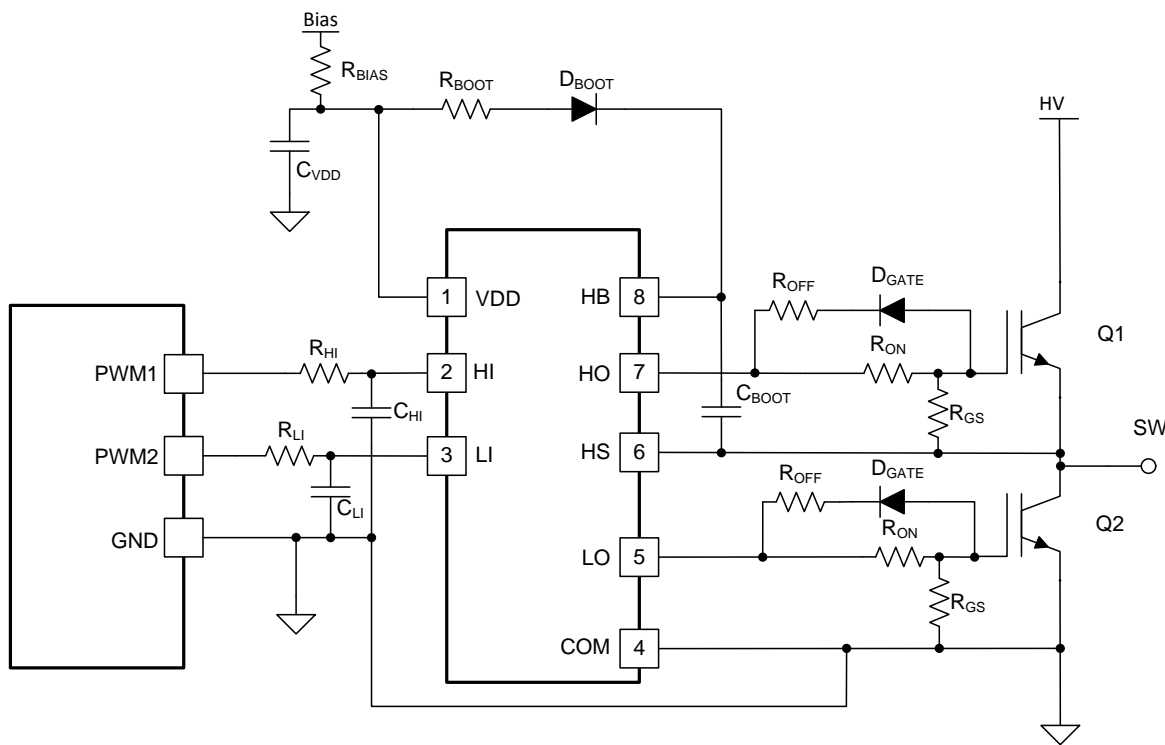 Bias
RBIAS
RBOOT
DBOOT
HV
CVDD
1 VDD
HB 8
ROFF
DGATE
Q1
PWM1
RHI
2 HI
HO 7
RON
CHI
CBOOT
RGS
SW
PWM2
RLI
3 LI
HS 6
ROFF
DGATE
CLI
Q2
GND
LO 5
RON
RGS
COM 4